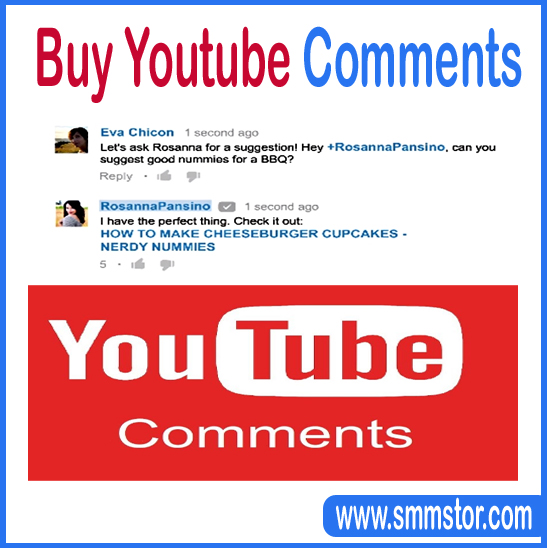 Buy Youtube Comments
Eva Chicon 1 second ago
Let's ask Rosanna for a suggestion! Hey +RosannaPansino, can you
suggest good nummies for a BBQ?
Reply ·
RosannaPansino 1 second ago
I have the perfect thing. Check it out:
HOW TO MAKE CHEESEBURGER CUPCAKES -
NERDY NUMMIES
5 ·
YouTube
Comments
www.smmstor.com